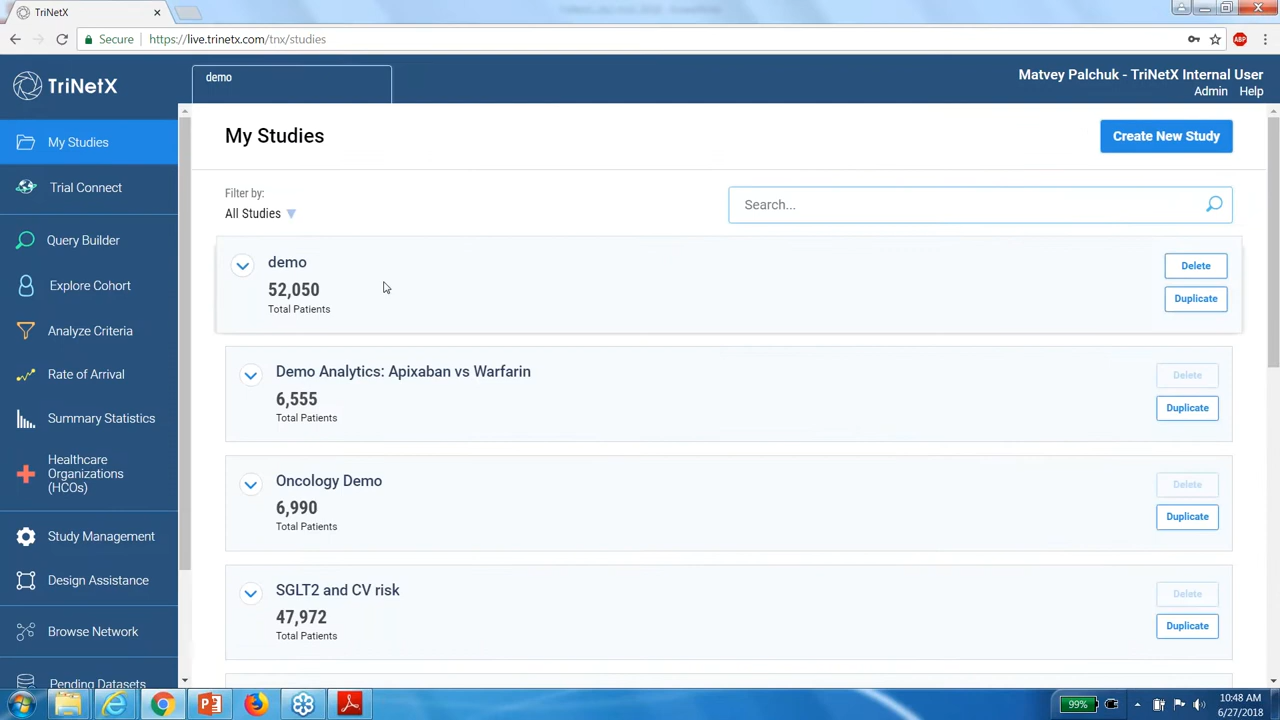 TriNetX
Secure
https://live.trinetx.com/tnx/studies
ABP
TriNetX
demo
Matvey Palchuk - TriNetX Internal User
Admin Help
My Studies
Trial Connect
Query Builder
Explore Cohort
Analyze Criteria
Rate of Arrival
Summary Statistics
Healthcare
Organizations
(HCOs)
Study Management
Design Assistance
Browse Network
Pending Datasets
My Studies
Create New Study
Filter by:
All Studies
Search...
demo
52,050
Total Patients
Delete
Duplicate
Demo Analytics: Apixaban vs Warfarin
6,555
Total Patients
Delete
Duplicate
Oncology Demo
6,990
Total Patients
Delete
Duplicate
SGLT2 and CV risk
47,972
Total Patients
Delete
Duplicate
99%
10:48 AM
6/27/2018